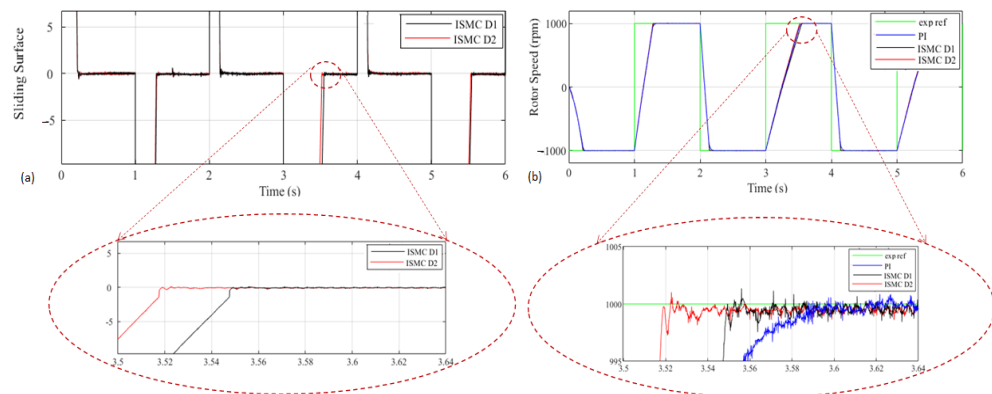 Sliding Surface
0
−5
ISMC D1
ISMC D2
0 1 2 3 4 5 6
Time (s)
(a)
Rotor Speed (rpm)
1000
0
−1000
exp ref
PI
ISMC D1
ISMC D2
0 1 2 3 4 5 6
Time (s)
(b)
5
0
-5
ISMC D1
ISMC D2
3.5 3.52 3.54 3.56 3.58 3.6 3.62 3.64
1005
1000
995
exp ref
PI
ISMC D1
ISMC D2
3.5 3.52 3.54 3.56 3.58 3.6 3.62 3.64